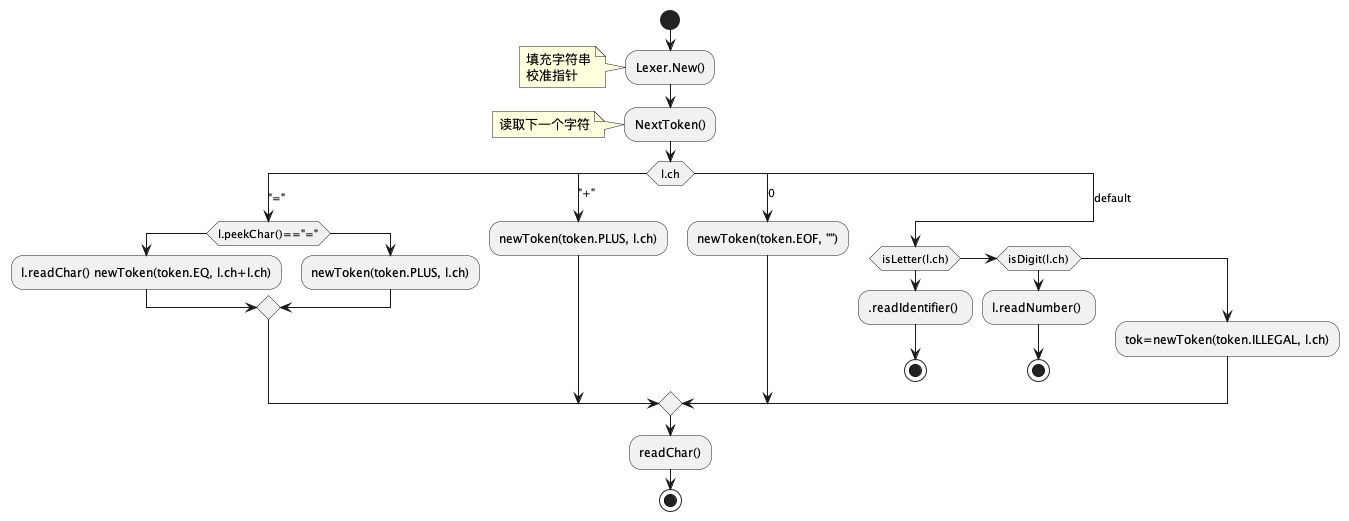 填充字符串
校准指针
Lexer.New()
读取下一个字符
NextToken()
l.ch
"="
"+"
0
default
l.peekChar()=="="
newToken(token.PLUS, l.ch)
newToken(token.EOF, "")
l.readChar() newToken(token.EQ, l.ch+l.ch)
newToken(token.PLUS, l.ch)
isLetter(l.ch)
isDigit(l.ch)
.readIdentifier()
l.readNumber()
tok=newToken(token.ILLEGAL, l.ch)
readChar()